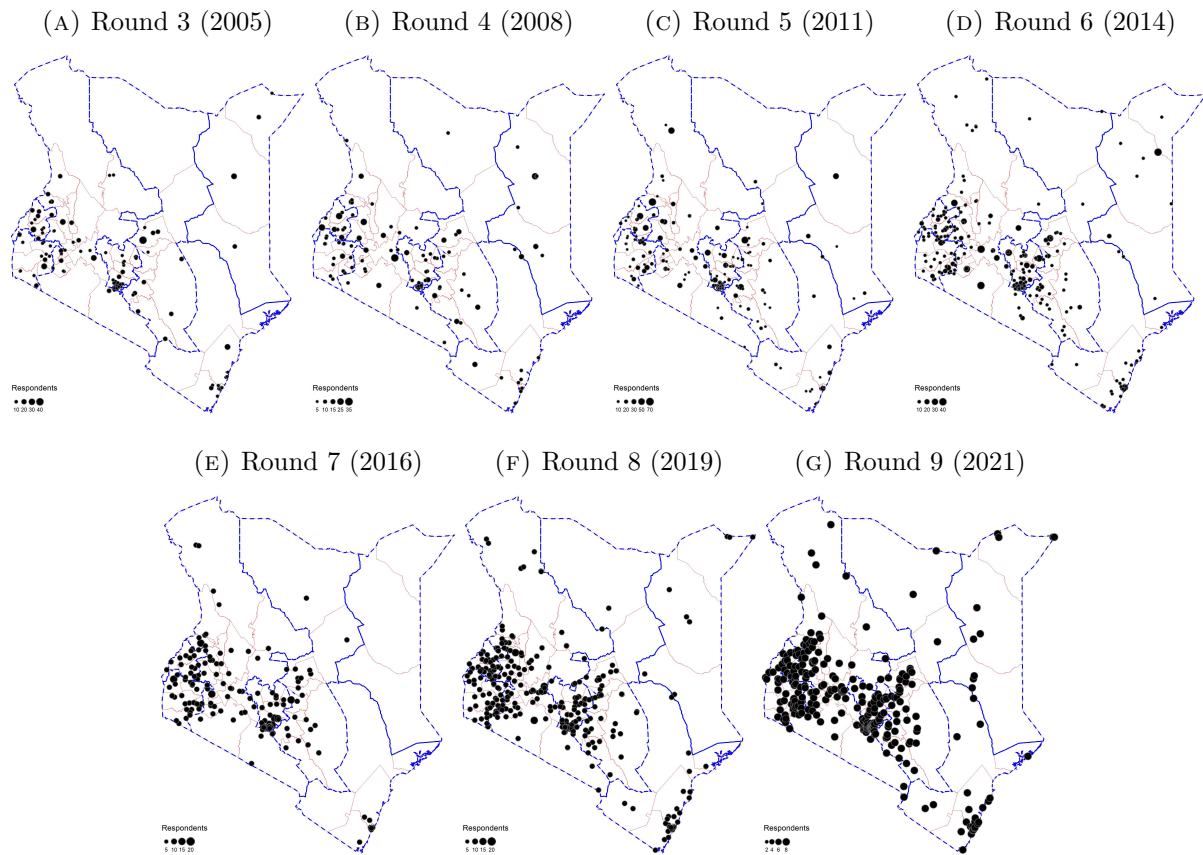 (A) Round 3 (2005)
(B) Round 4 (2008)
(C) Round 5 (2011)
(D) Round 6 (2014)
Respondents
10 20 30 40
Respondents
5 10 15 25 35
Respondents
10 20 30 50 70
Respondents
10 20 30 40
(E) Round 7 (2016)
(F) Round 8 (2019)
(G) Round 9 (2021)
Respondents
5 10 15 20
Respondents
5 10 15 20
Respondents
2 4 6 8